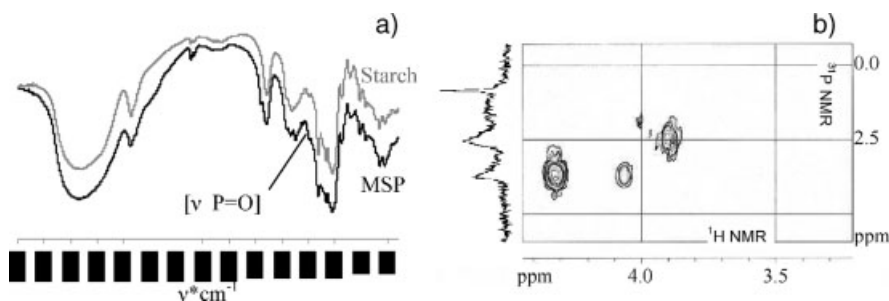 a)
Starch
MSP
[ν P=O]
ν*cm⁻¹
b)
³¹P NMR
0.0
2.5
ppm
¹H NMR
ppm
4.0
3.5